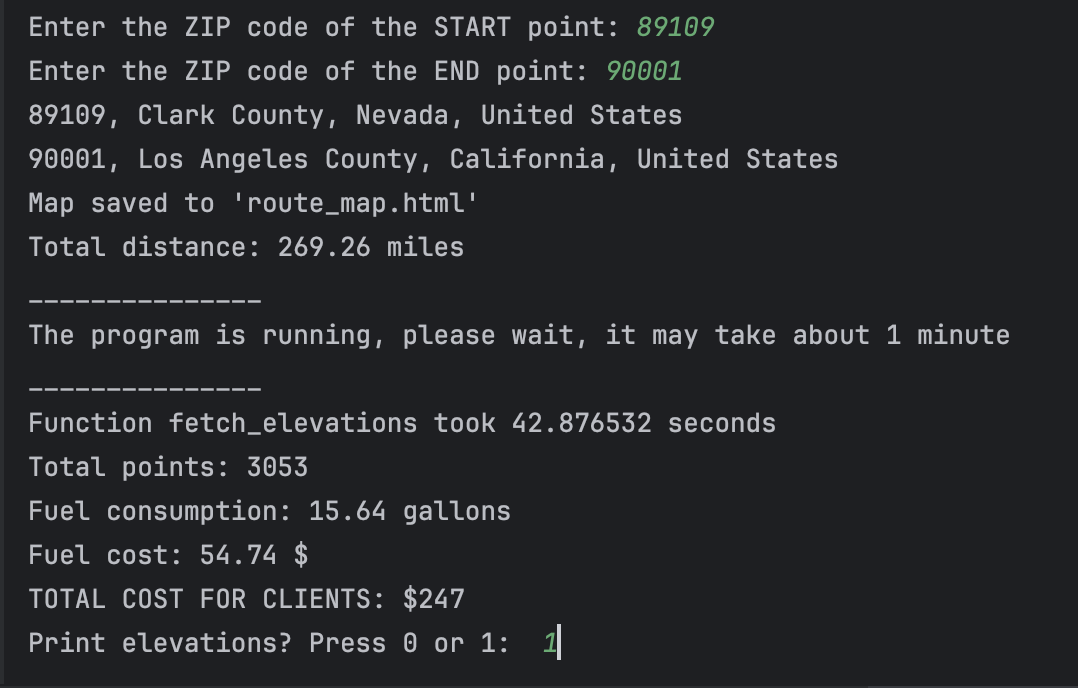 Enter the ZIP code of the START point: 89109
Enter the ZIP code of the END point: 90001
89109, Clark County, Nevada, United States
90001, Los Angeles County, California, United States
Map saved to 'route_map.html'
Total distance: 269.26 miles
_______________
The program is running, please wait, it may take about 1 minute
_______________
Function fetch_elevations took 42.876532 seconds
Total points: 3053
Fuel consumption: 15.64 gallons
Fuel cost: 54.74 $
TOTAL COST FOR CLIENTS: $247
Print elevations? Press 0 or 1:  1